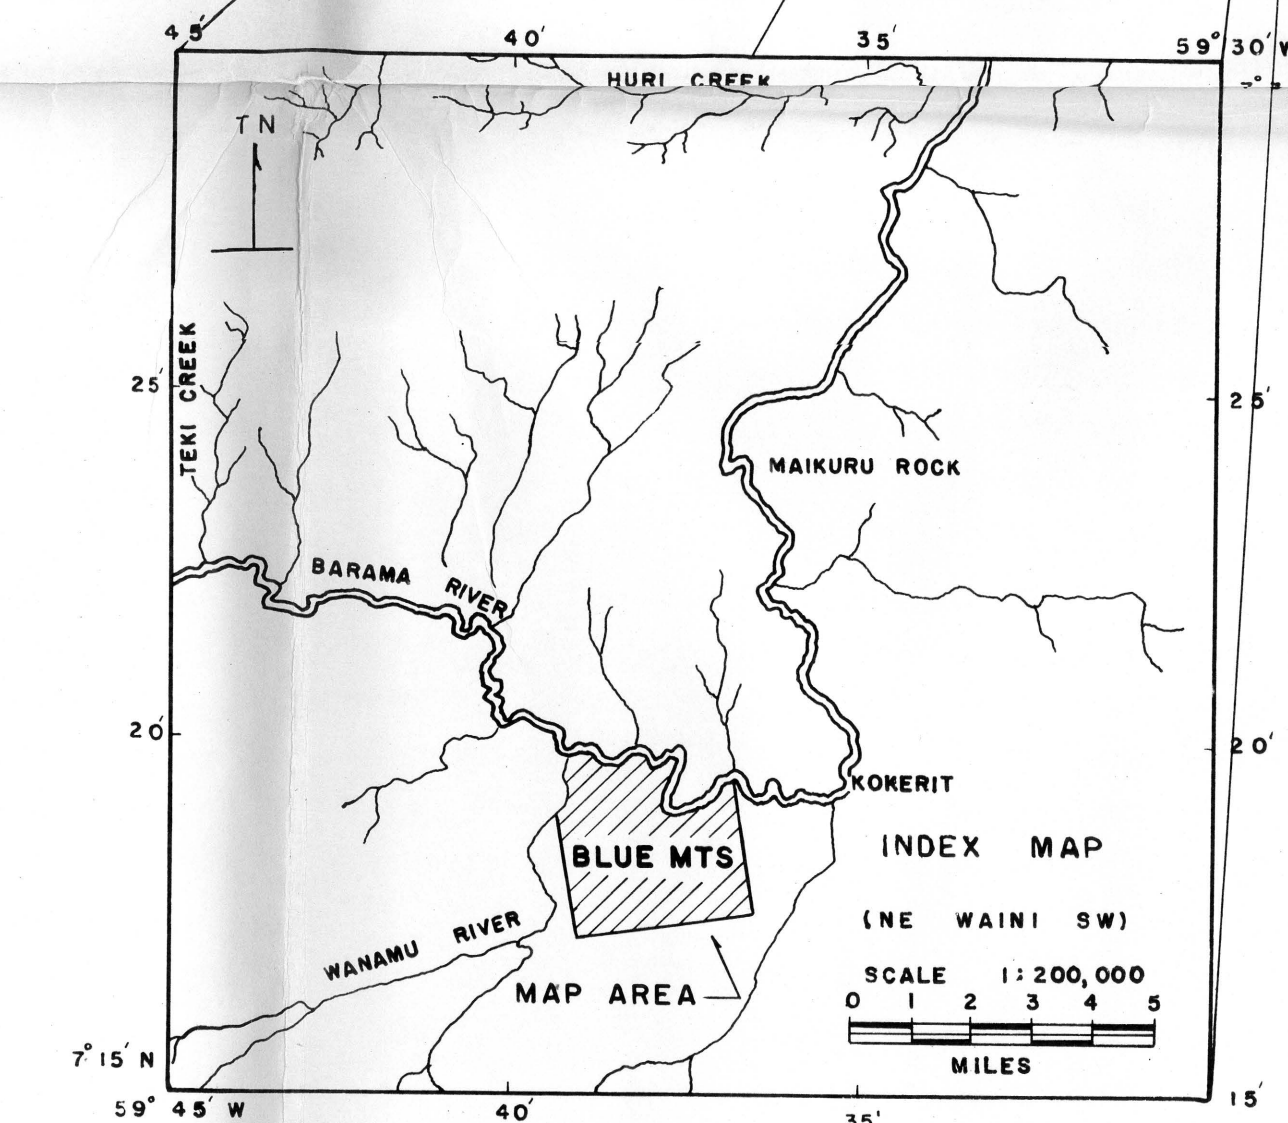 45' 40' 35' 59° 30' W
HURI CREEK
TN
TEKI CREEK
25' 25'
MAIKURU ROCK
BARAMA RIVER
20' 20'
KOKERIT
INDEX MAP
BLUE MTS
(NE WAINI SW)
WANAMU RIVER
SCALE 1:200,000
MAP AREA
0 1 2 3 4 5
MILES
7° 15' N 15'
59° 45' W 40' 35'